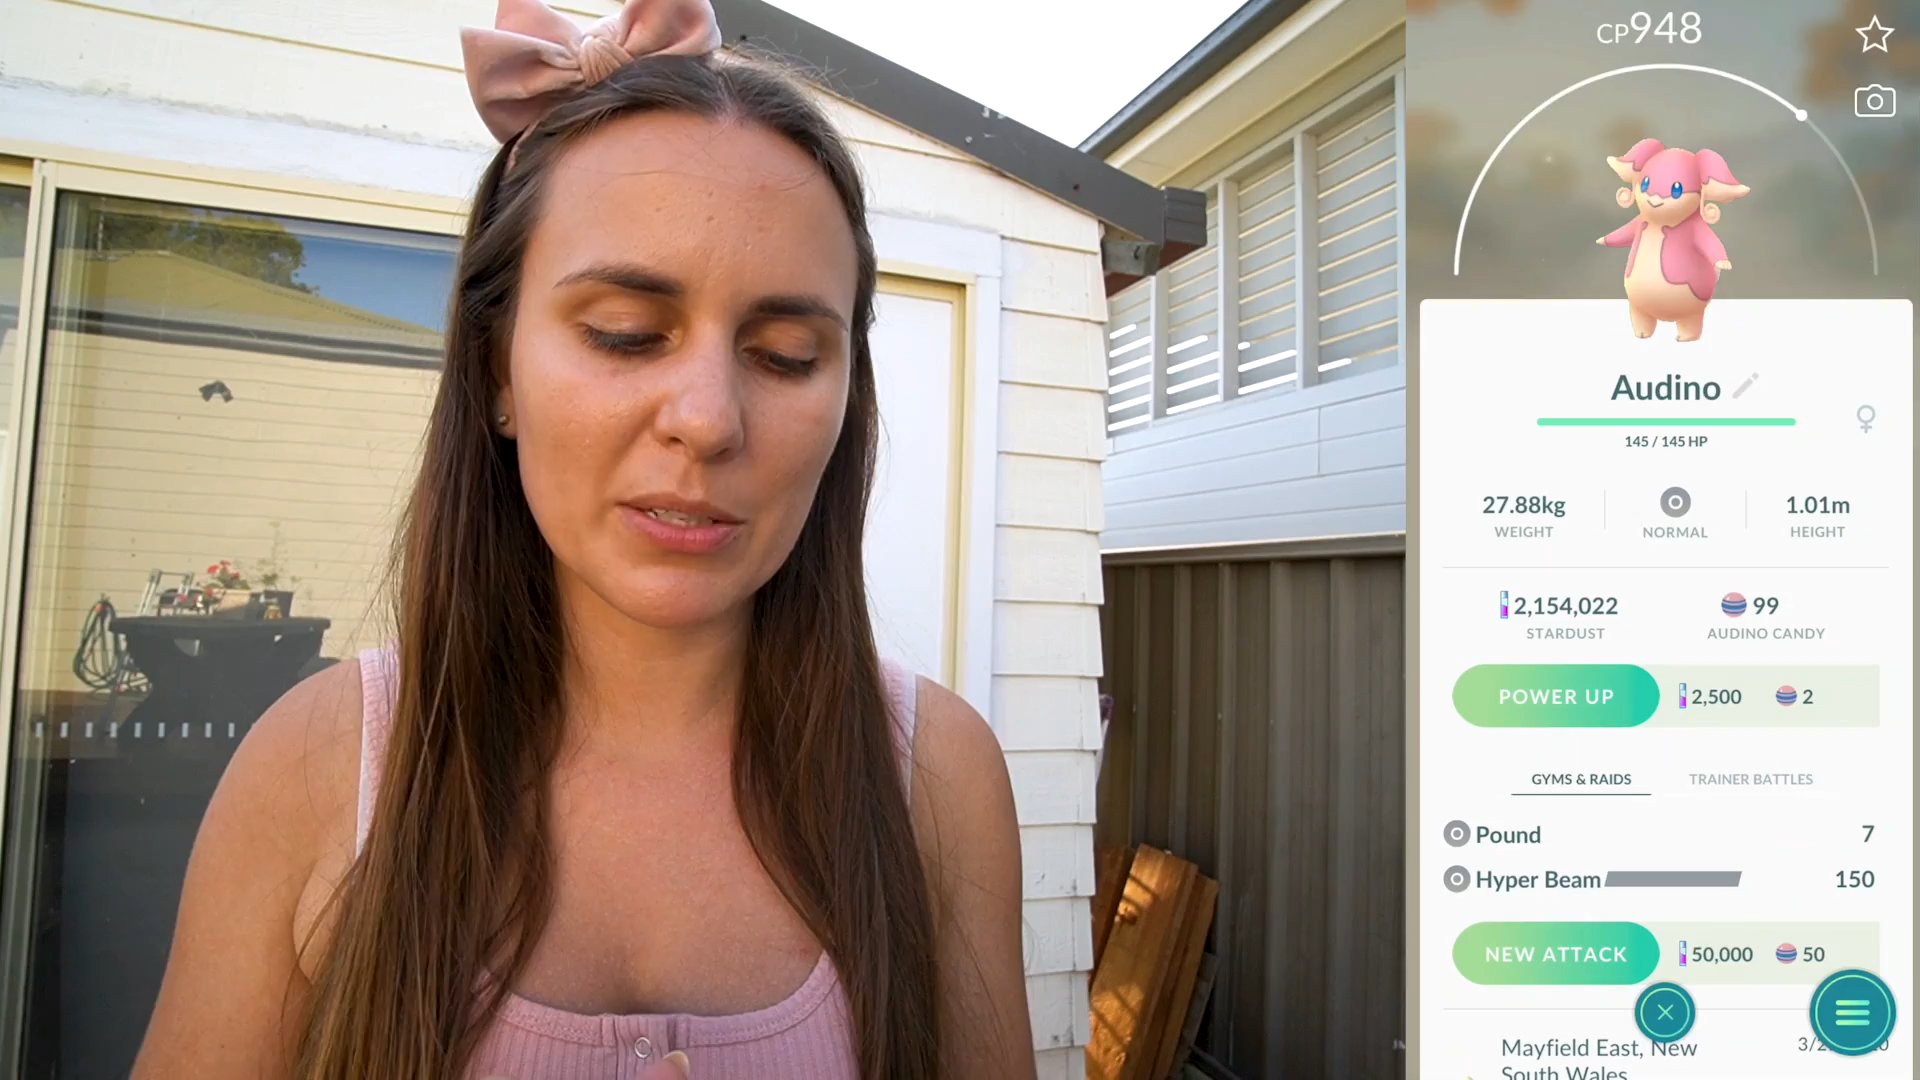 CP948
Audino
145 / 145 HP
27.88kg
WEIGHT
NORMAL
1.01m
HEIGHT
2,154,022
STARDUST
99
AUDINO CANDY
POWER UP
2,500
2
GYMS & RAIDS
TRAINER BATTLES
Pound
7
Hyper Beam
150
NEW ATTACK
50,000
50
Mayfield East, New
South Wales